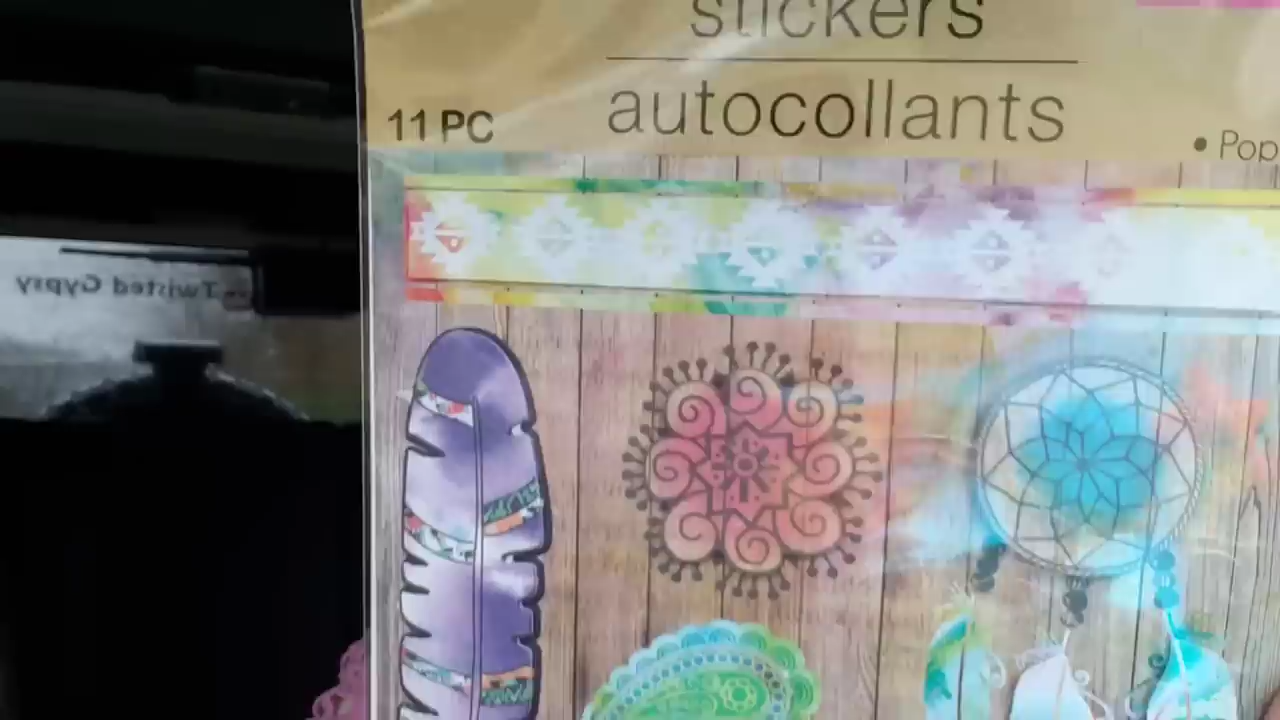 stickers
autocollants
11 PC
• Pop
Twisted Gypsy